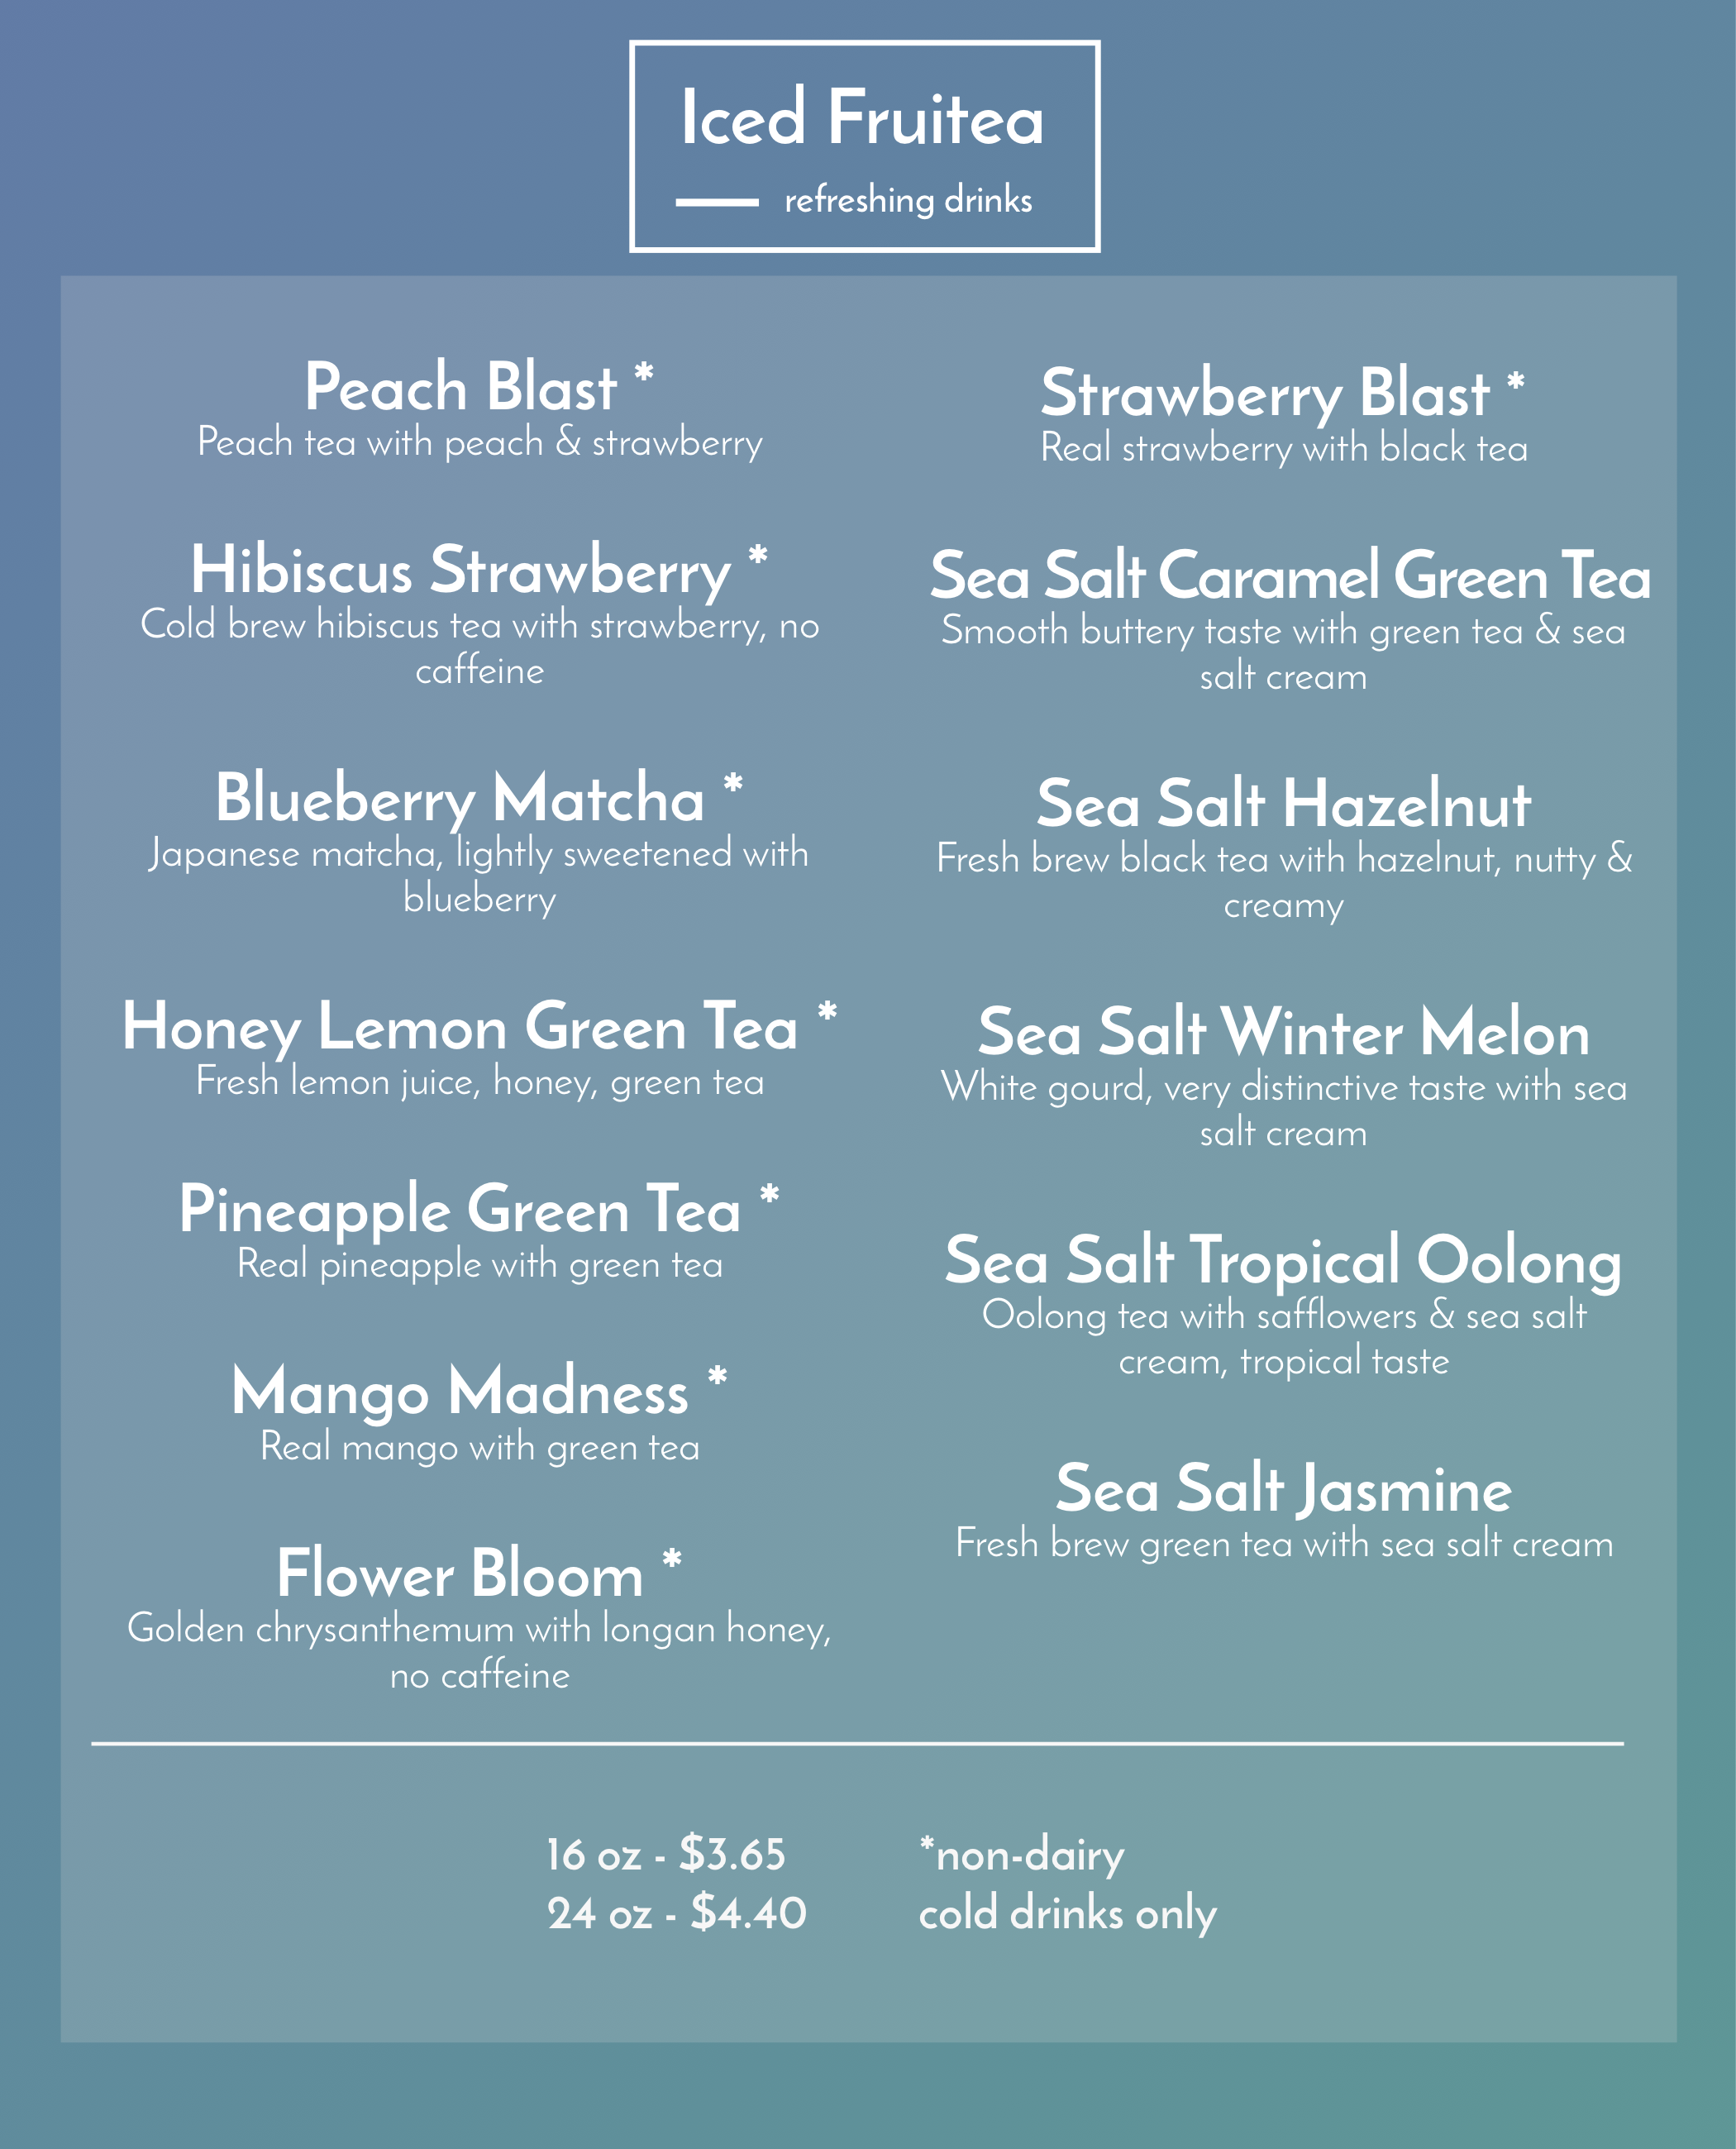 Iced Fruitea
refreshing drinks
Peach Blast *
Peach tea with peach & strawberry
Hibiscus Strawberry *
Cold brew hibiscus tea with strawberry, no
caffeine
Blueberry Matcha *
Japanese matcha, lightly sweetened with
blueberry
Honey Lemon Green Tea *
Fresh lemon juice, honey, green tea
Pineapple Green Tea *
Real pineapple with green tea
Mango Madness *
Real mango with green tea
Flower Bloom *
Golden chrysanthemum with longan honey,
no caffeine
Strawberry Blast *
Real strawberry with black tea
Sea Salt Caramel Green Tea
Smooth buttery taste with green tea & sea
salt cream
Sea Salt Hazelnut
Fresh brew black tea with hazelnut, nutty &
creamy
Sea Salt Winter Melon
White gourd, very distinctive taste with sea
salt cream
Sea Salt Tropical Oolong
Oolong tea with safflowers & sea salt
cream, tropical taste
Sea Salt Jasmine
Fresh brew green tea with sea salt cream
16 oz - $3.65
24 oz - $4.40
*non-dairy
cold drinks only